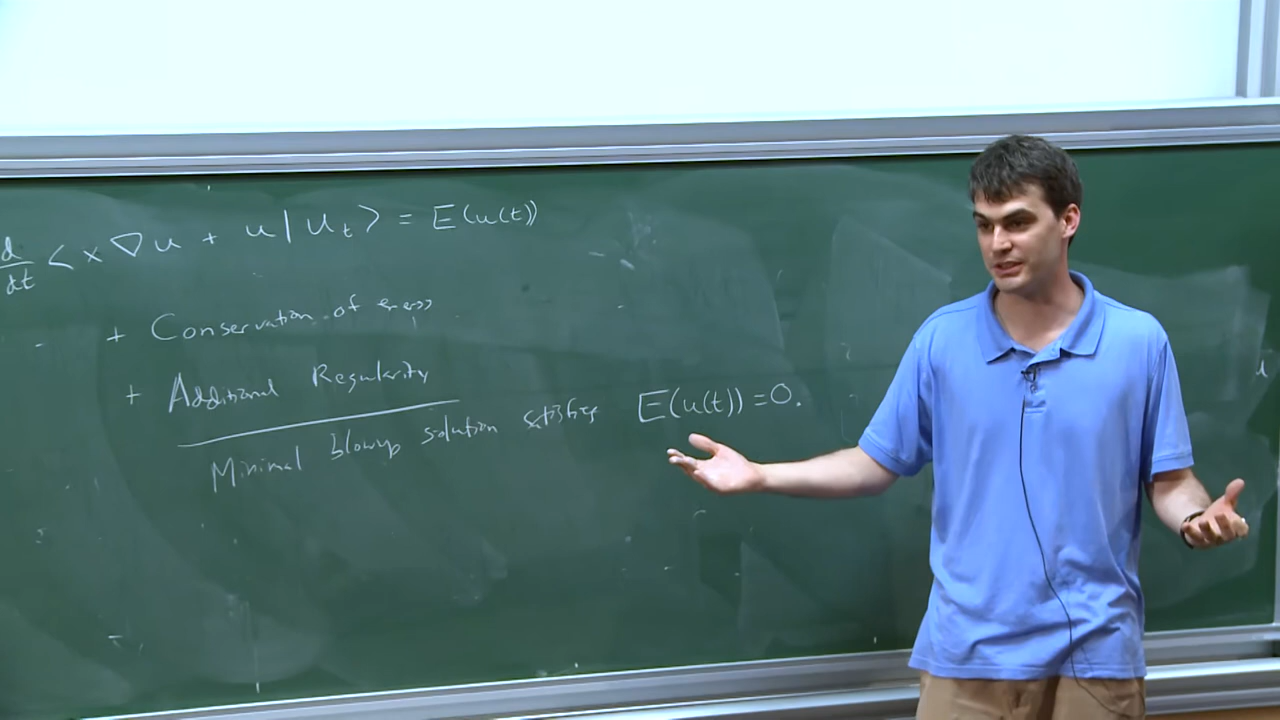 d/dt < x ∇u + u | u_t > = E(u(t))
+ Conservation of energy
+ Additional Regularity
Minimal blowup solution satisfies E(u(t)) = 0.